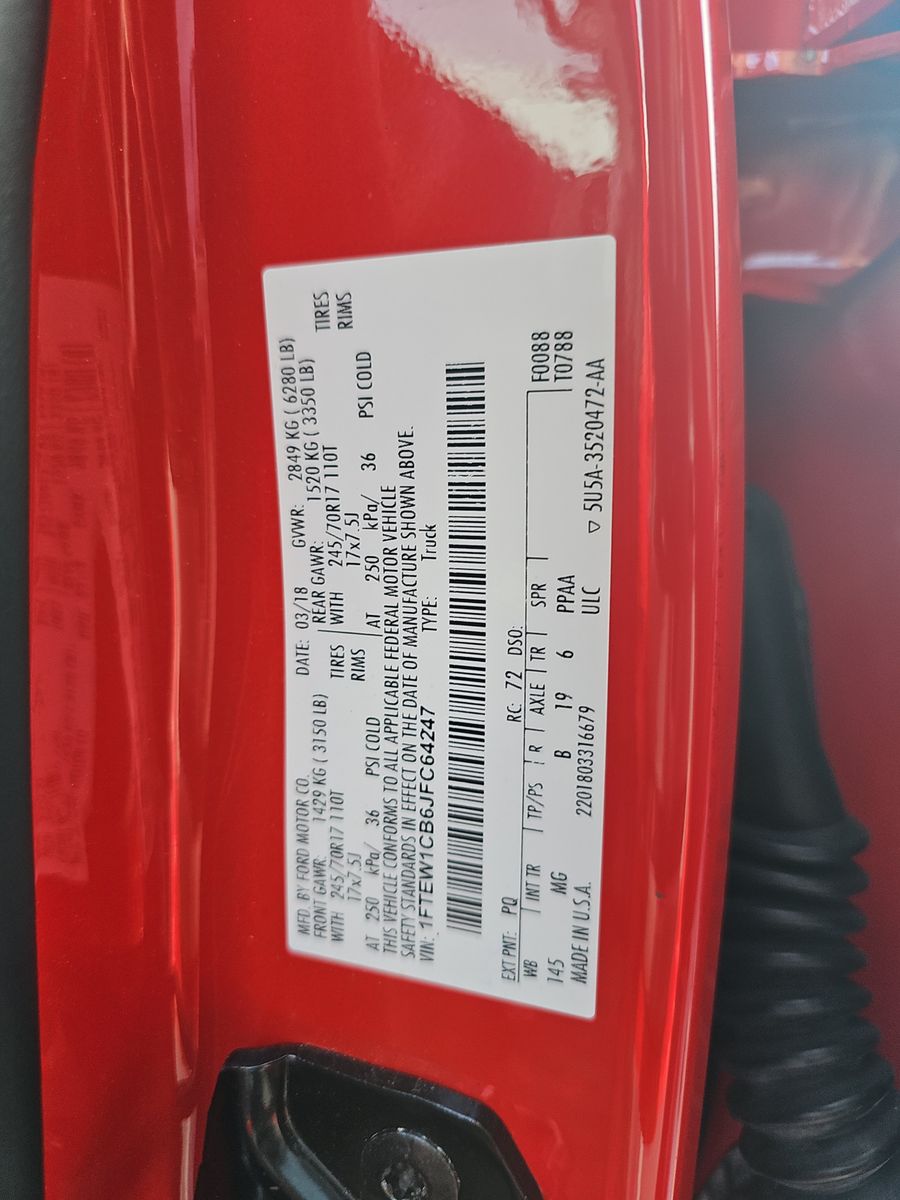 MFD. BY FORD MOTOR CO. DATE: 03/18 GVWR: 2849 KG ( 6280 LB)
FRONT GAWR: 1429 KG ( 3150 LB) REAR GAWR: 1520 KG ( 3350 LB)
WITH 245/70R17 110T TIRES WITH 245/70R17 110T TIRES
17x7.5J RIMS 17x7.5J RIMS
AT 250 kPa/ 36 PSI COLD AT 250 kPa/ 36 PSI COLD
THIS VEHICLE CONFORMS TO ALL APPLICABLE FEDERAL MOTOR VEHICLE
SAFETY STANDARDS IN EFFECT ON THE DATE OF MANUFACTURE SHOWN ABOVE.
VIN: 1FTEW1CB6JFC64247 TYPE: Truck
EXT PNT: PQ RC: 72 DSO:
WB INT TR TP/PS R AXLE TR SPR F0088
145 MG B 19 6 PPAA T0788
MADE IN U.S.A. 2201803316679 ULC
▽ 5U5A-3520472-AA